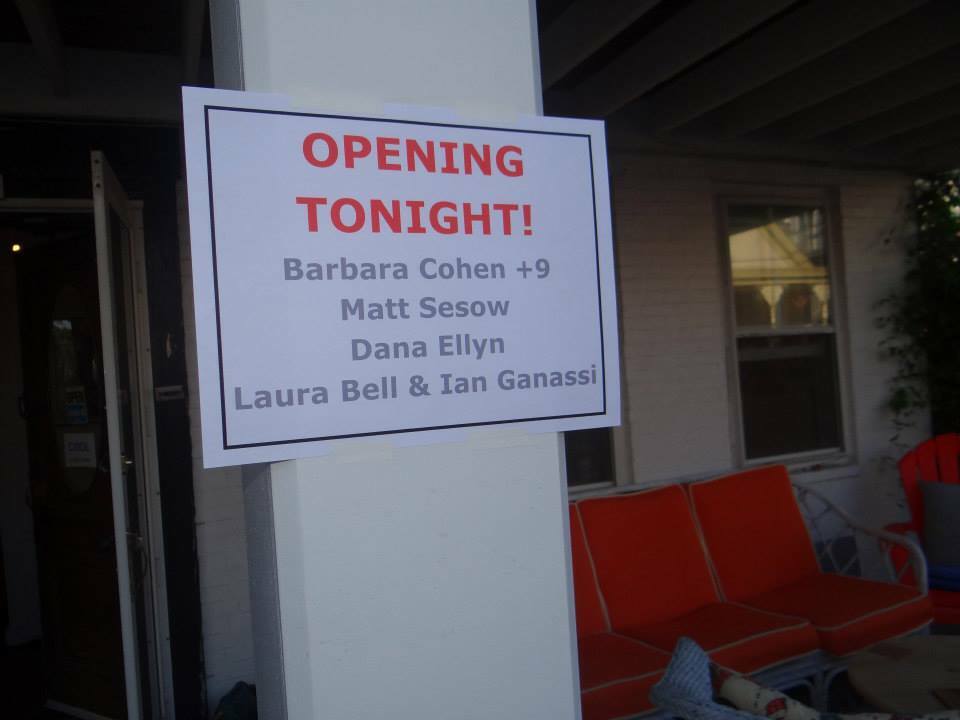 OPENING
TONIGHT!
Barbara Cohen +9
Matt Sesow
Dana Ellyn
Laura Bell & Ian Ganassi